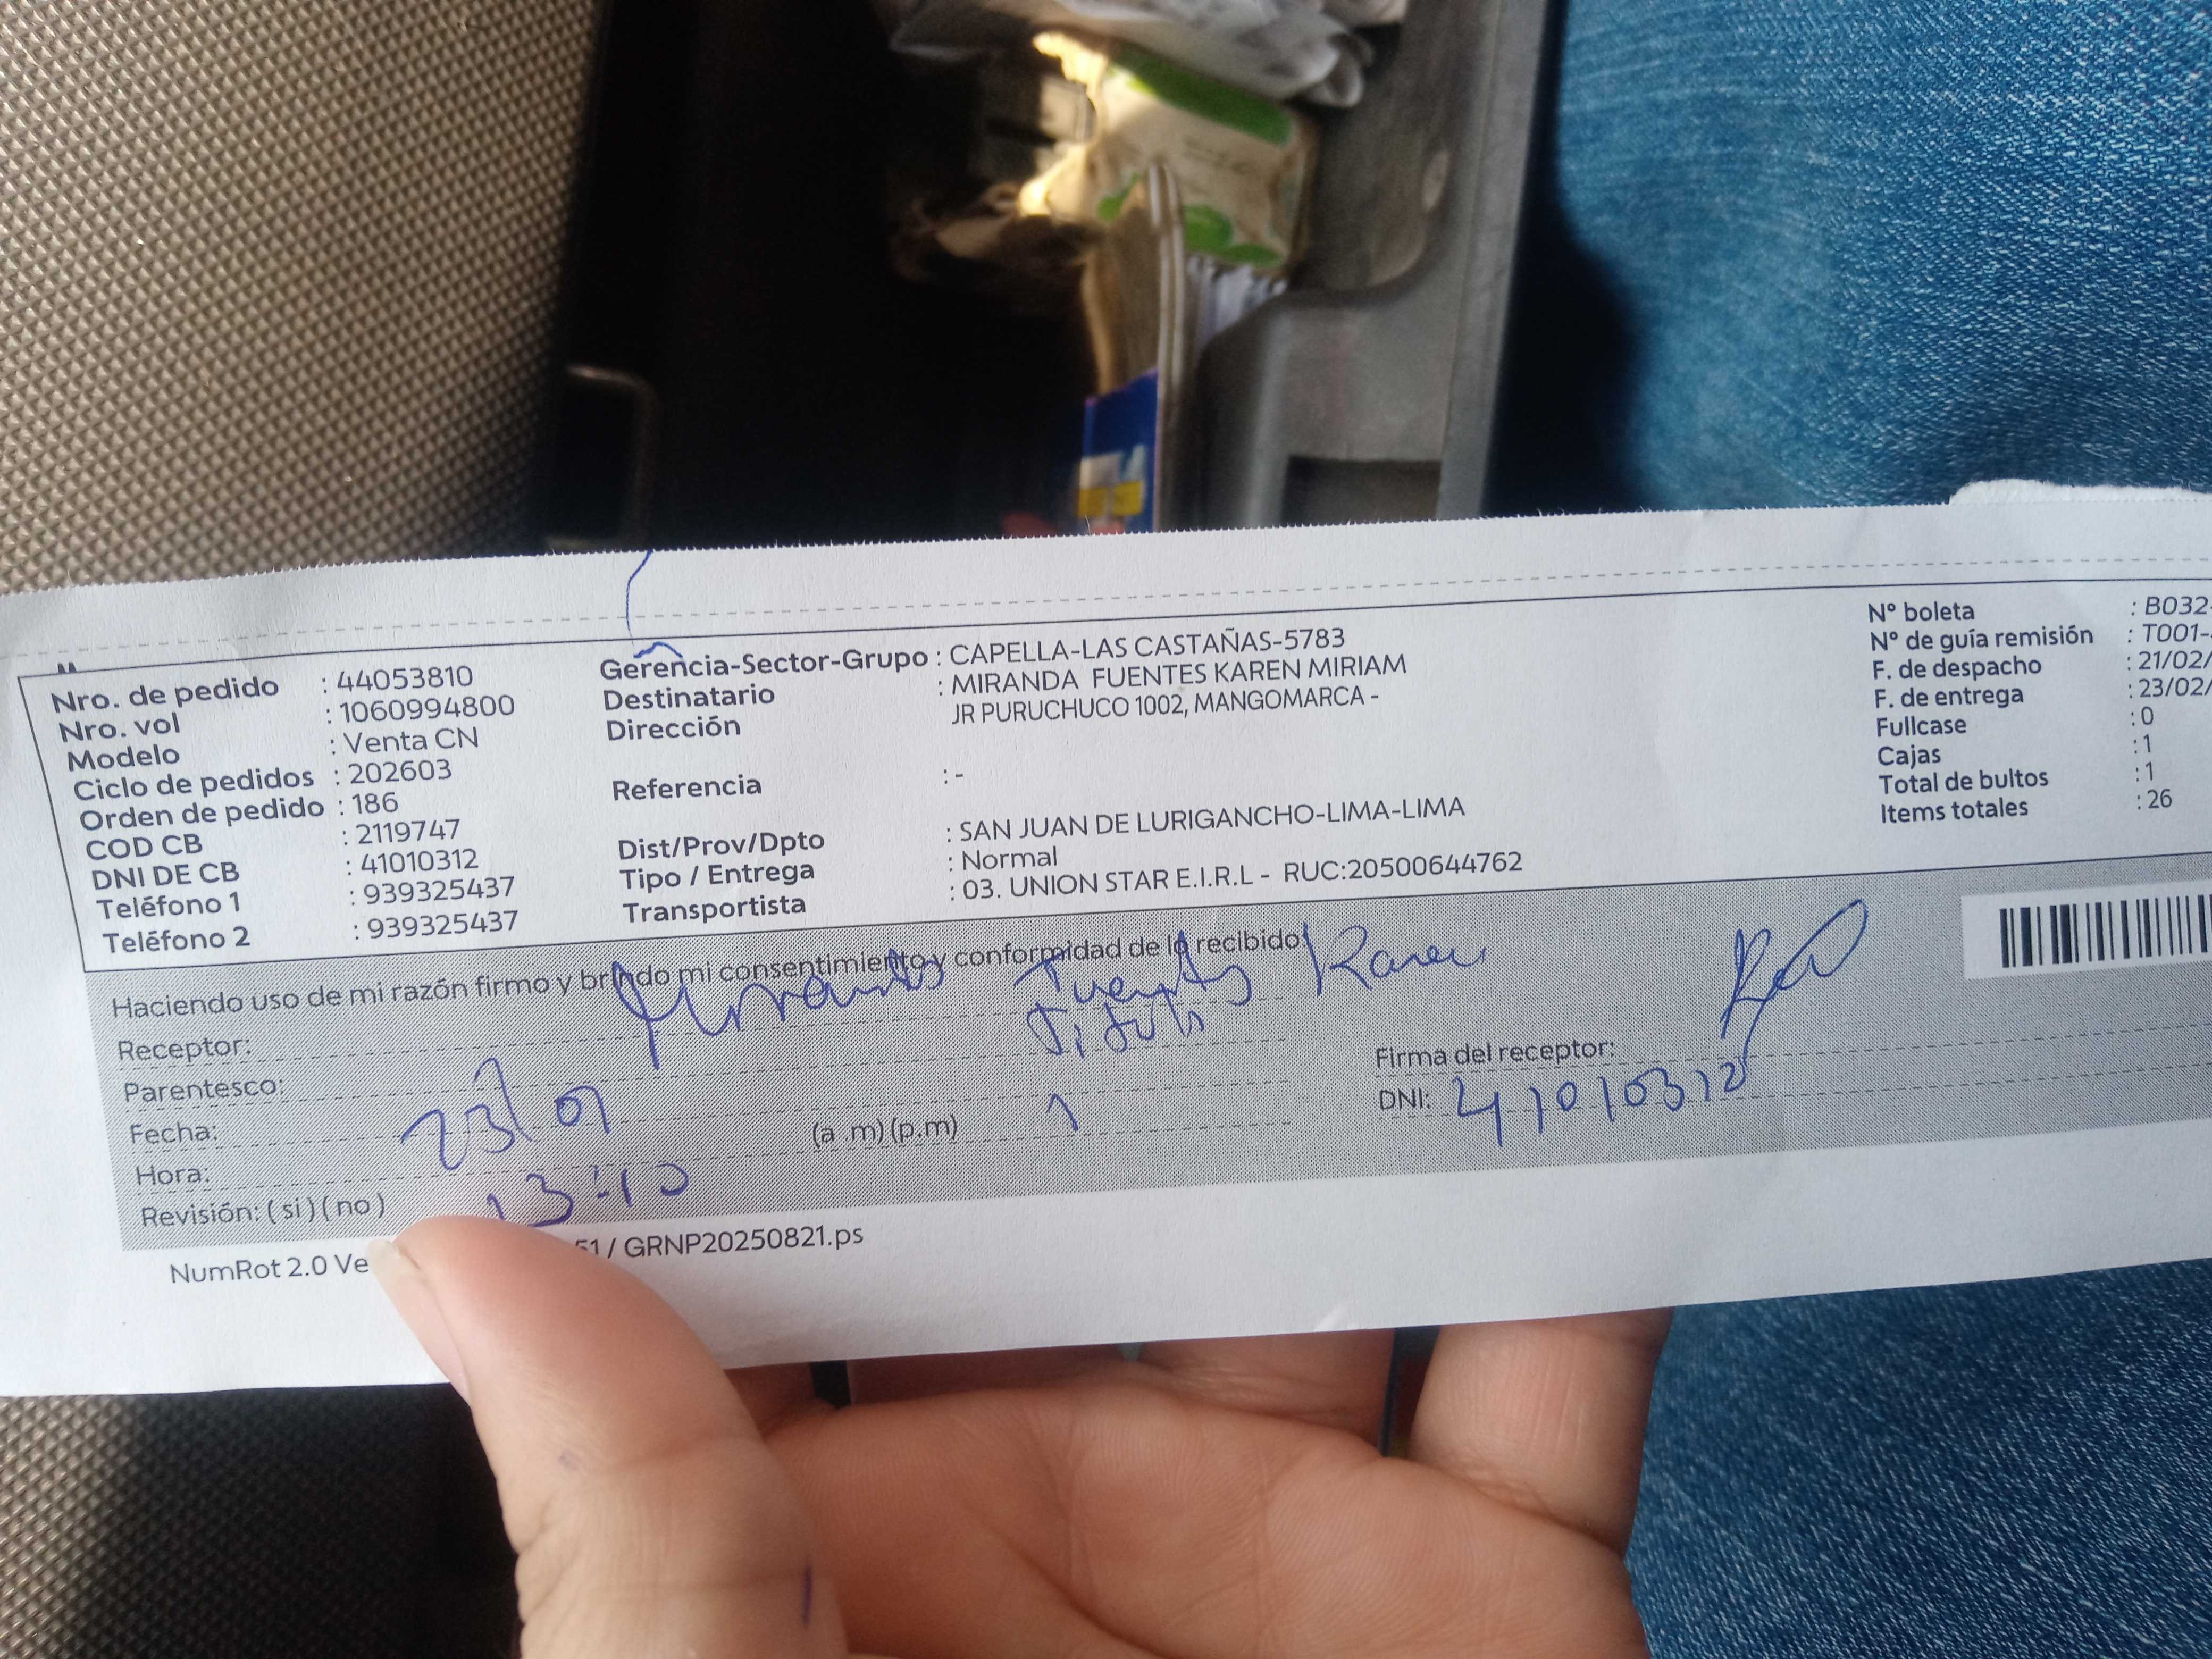 Nro. de pedido : 44053810
Nro. vol : 1060994800
Modelo : Venta CN
Ciclo de pedidos : 202603
Orden de pedido : 186
COD CB : 2119747
DNI DE CB : 41010312
Teléfono 1 : 939325437
Teléfono 2 : 939325437
Gerencia-Sector-Grupo : CAPELLA-LAS CASTAÑAS-5783
Destinatario : MIRANDA FUENTES KAREN MIRIAM
Dirección JR PURUCHUCO 1002, MANGOMARCA -
Referencia : -
Dist/Prov/Dpto : SAN JUAN DE LURIGANCHO-LIMA-LIMA
Tipo / Entrega : Normal
Transportista : 03. UNION STAR E.I.R.L - RUC:20500644762
N° boleta : B032-
N° de guía remisión : T001-
F. de despacho : 21/02/
F. de entrega : 23/02/
Fullcase : 0
Cajas : 1
Total de bultos : 1
Items totales : 26
Haciendo uso de mi razón firmo y brindo mi consentimiento y conformidad de lo recibido:
Receptor: Fuentes Karen
Parentesco:
Fecha: 23/
Hora: 13:10 (a .m) (p.m)
Revisión: ( si ) ( no )
Firma del receptor:
DNI: 41010312
NumRot 2.0 Ve 51 / GRNP20250821.ps